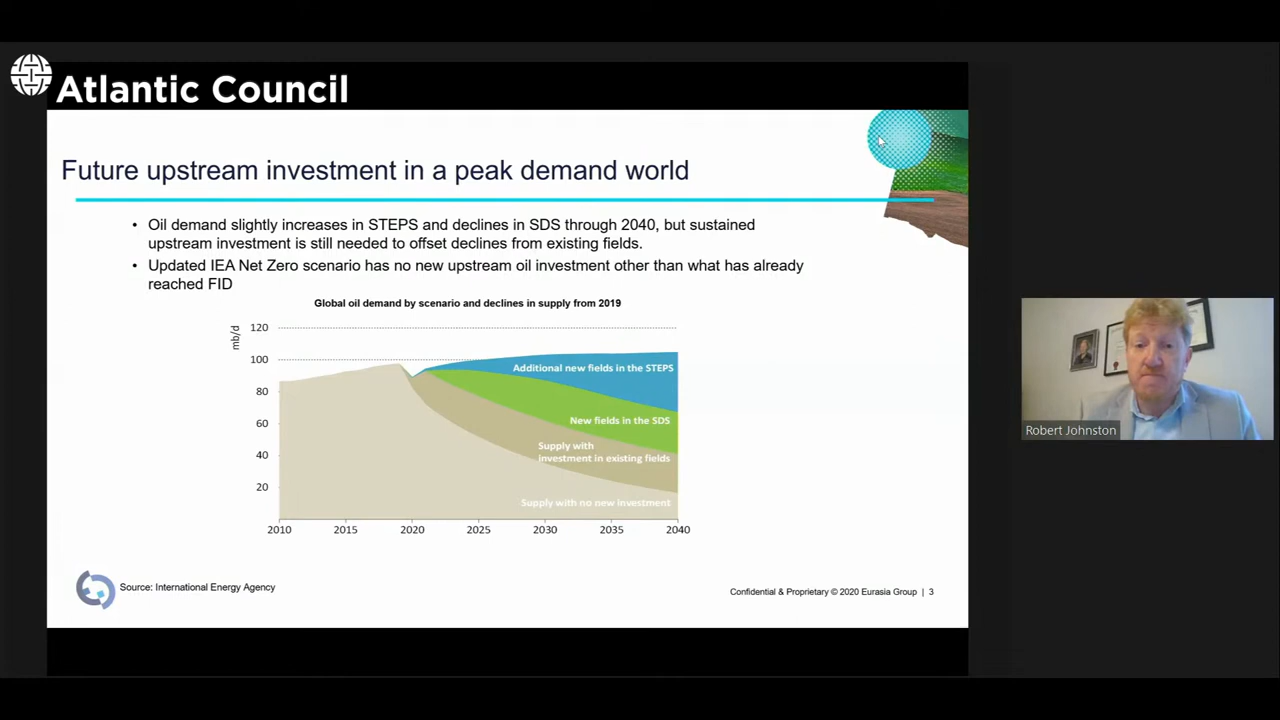 Atlantic Council
Future upstream investment in a peak demand world
• Oil demand slightly increases in STEPS and declines in SDS through 2040, but sustained
upstream investment is still needed to offset declines from existing fields.
• Updated IEA Net Zero scenario has no new upstream oil investment other than what has already
reached FID
Global oil demand by scenario and declines in supply from 2019
mb/d
120
100
80
60
40
20
Additional new fields in the STEPS
New fields in the SDS
Supply with
investment in existing fields
Supply with no new investment
2010 2015 2020 2025 2030 2035 2040
Source: International Energy Agency
Confidential & Proprietary © 2020 Eurasia Group | 3
Robert Johnston